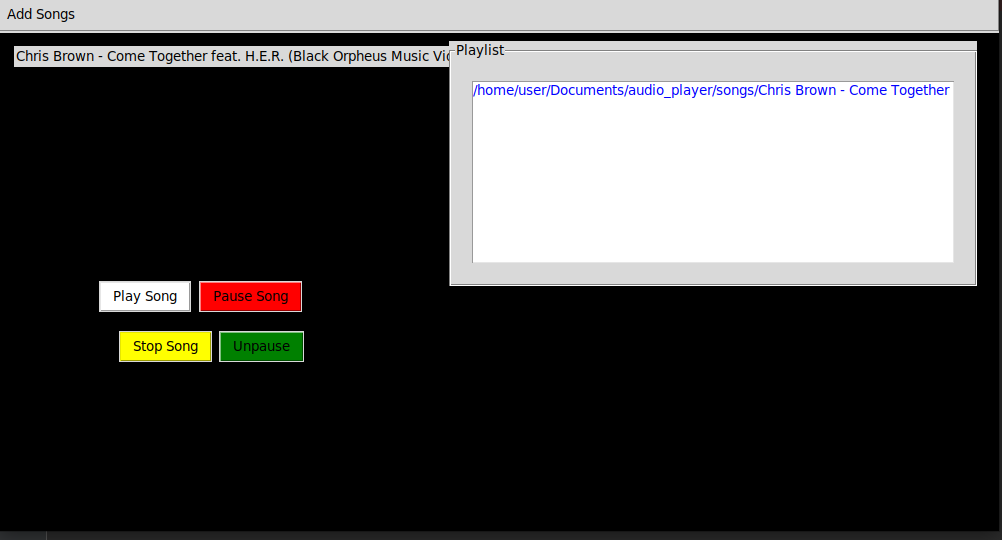 Add Songs
Chris Brown - Come Together feat. H.E.R. (Black Orpheus Music
Playlist
/home/user/Documents/audio_player/songs/Chris Brown - Come Together
Play Song
Pause Song
Stop Song
Unpause